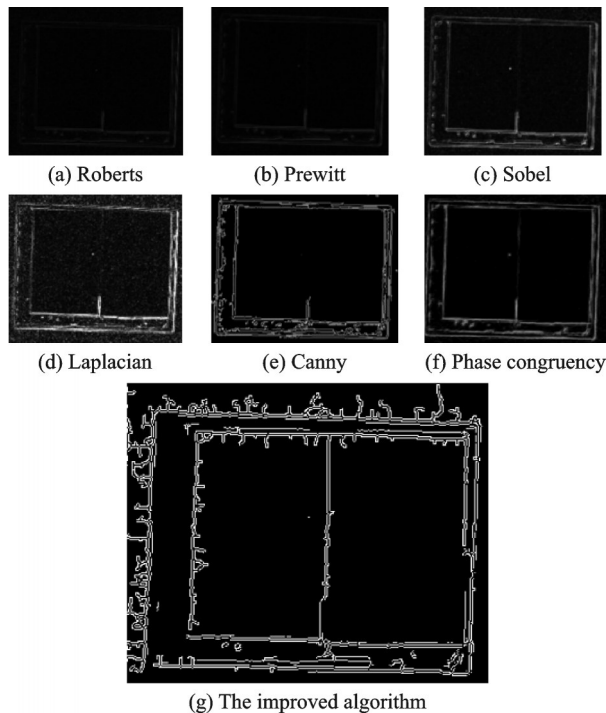 (a) Roberts
(b) Prewitt
(c) Sobel
(d) Laplacian
(e) Canny
(f) Phase congruency
(g) The improved algorithm